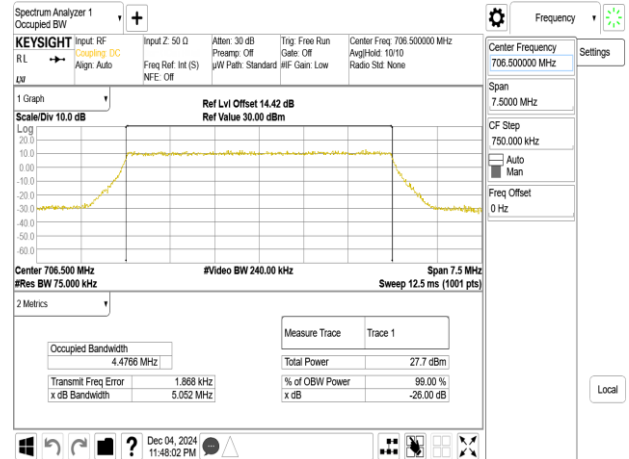 Spectrum Analyzer 1
Occupied BW
KEYSIGHT
RL
LXI
Input: RF
Coupling: DC
Align: Auto
Input Z: 50 Ω
Freq Ref: Int (S)
NFE: Off
Atten: 30 dB
Preamp: Off
µW Path: Standard
Trig: Free Run
Gate: Off
#IF Gain: Low
Center Freq: 706.500000 MHz
Avg|Hold: 10/10
Radio Std: None
Frequency
Settings
Center Frequency
706.500000 MHz
Span
7.5000 MHz
CF Step
750.000 kHz
Auto
Man
Freq Offset
0 Hz
Local
1 Graph
Scale/Div 10.0 dB
Ref Lvl Offset 14.42 dB
Ref Value 30.00 dBm
Log
20.0
10.0
0.00
-10.0
-20.0
-30.0
-40.0
-50.0
-60.0
Center 706.500 MHz
#Res BW 75.000 kHz
#Video BW 240.00 kHz
Span 7.5 MHz
Sweep 12.5 ms (1001 pts)
2 Metrics
Measure Trace Trace 1
Occupied Bandwidth
4.4766 MHz
Total Power 27.7 dBm
Transmit Freq Error 1.868 kHz
% of OBW Power 99.00 %
x dB Bandwidth 5.052 MHz
x dB -26.00 dB
?
Dec 04, 2024
11:48:02 PM